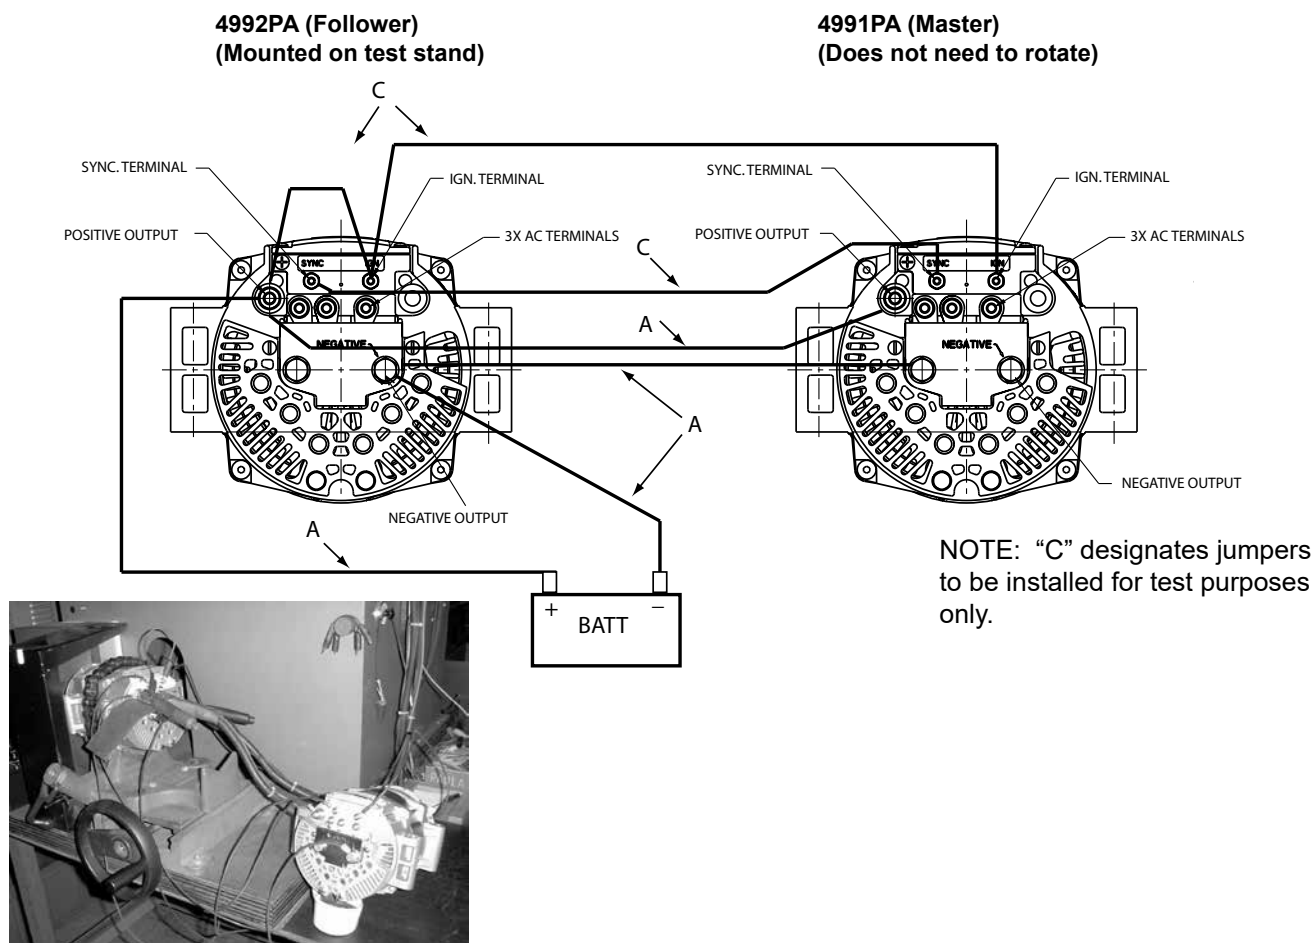 4992PA (Follower)
(Mounted on test stand)
4991PA (Master)
(Does not need to rotate)
C
SYNC. TERMINAL
IGN. TERMINAL
SYNC. TERMINAL
IGN. TERMINAL
POSITIVE OUTPUT
3X AC TERMINALS
POSITIVE OUTPUT
3X AC TERMINALS
C
SYNC
IGN
SYNC
IGN
A
NEGATIVE
NEGATIVE
A
NEGATIVE OUTPUT
NEGATIVE OUTPUT
A
NOTE: “C” designates jumpers
to be installed for test purposes
only.
+
−
BATT